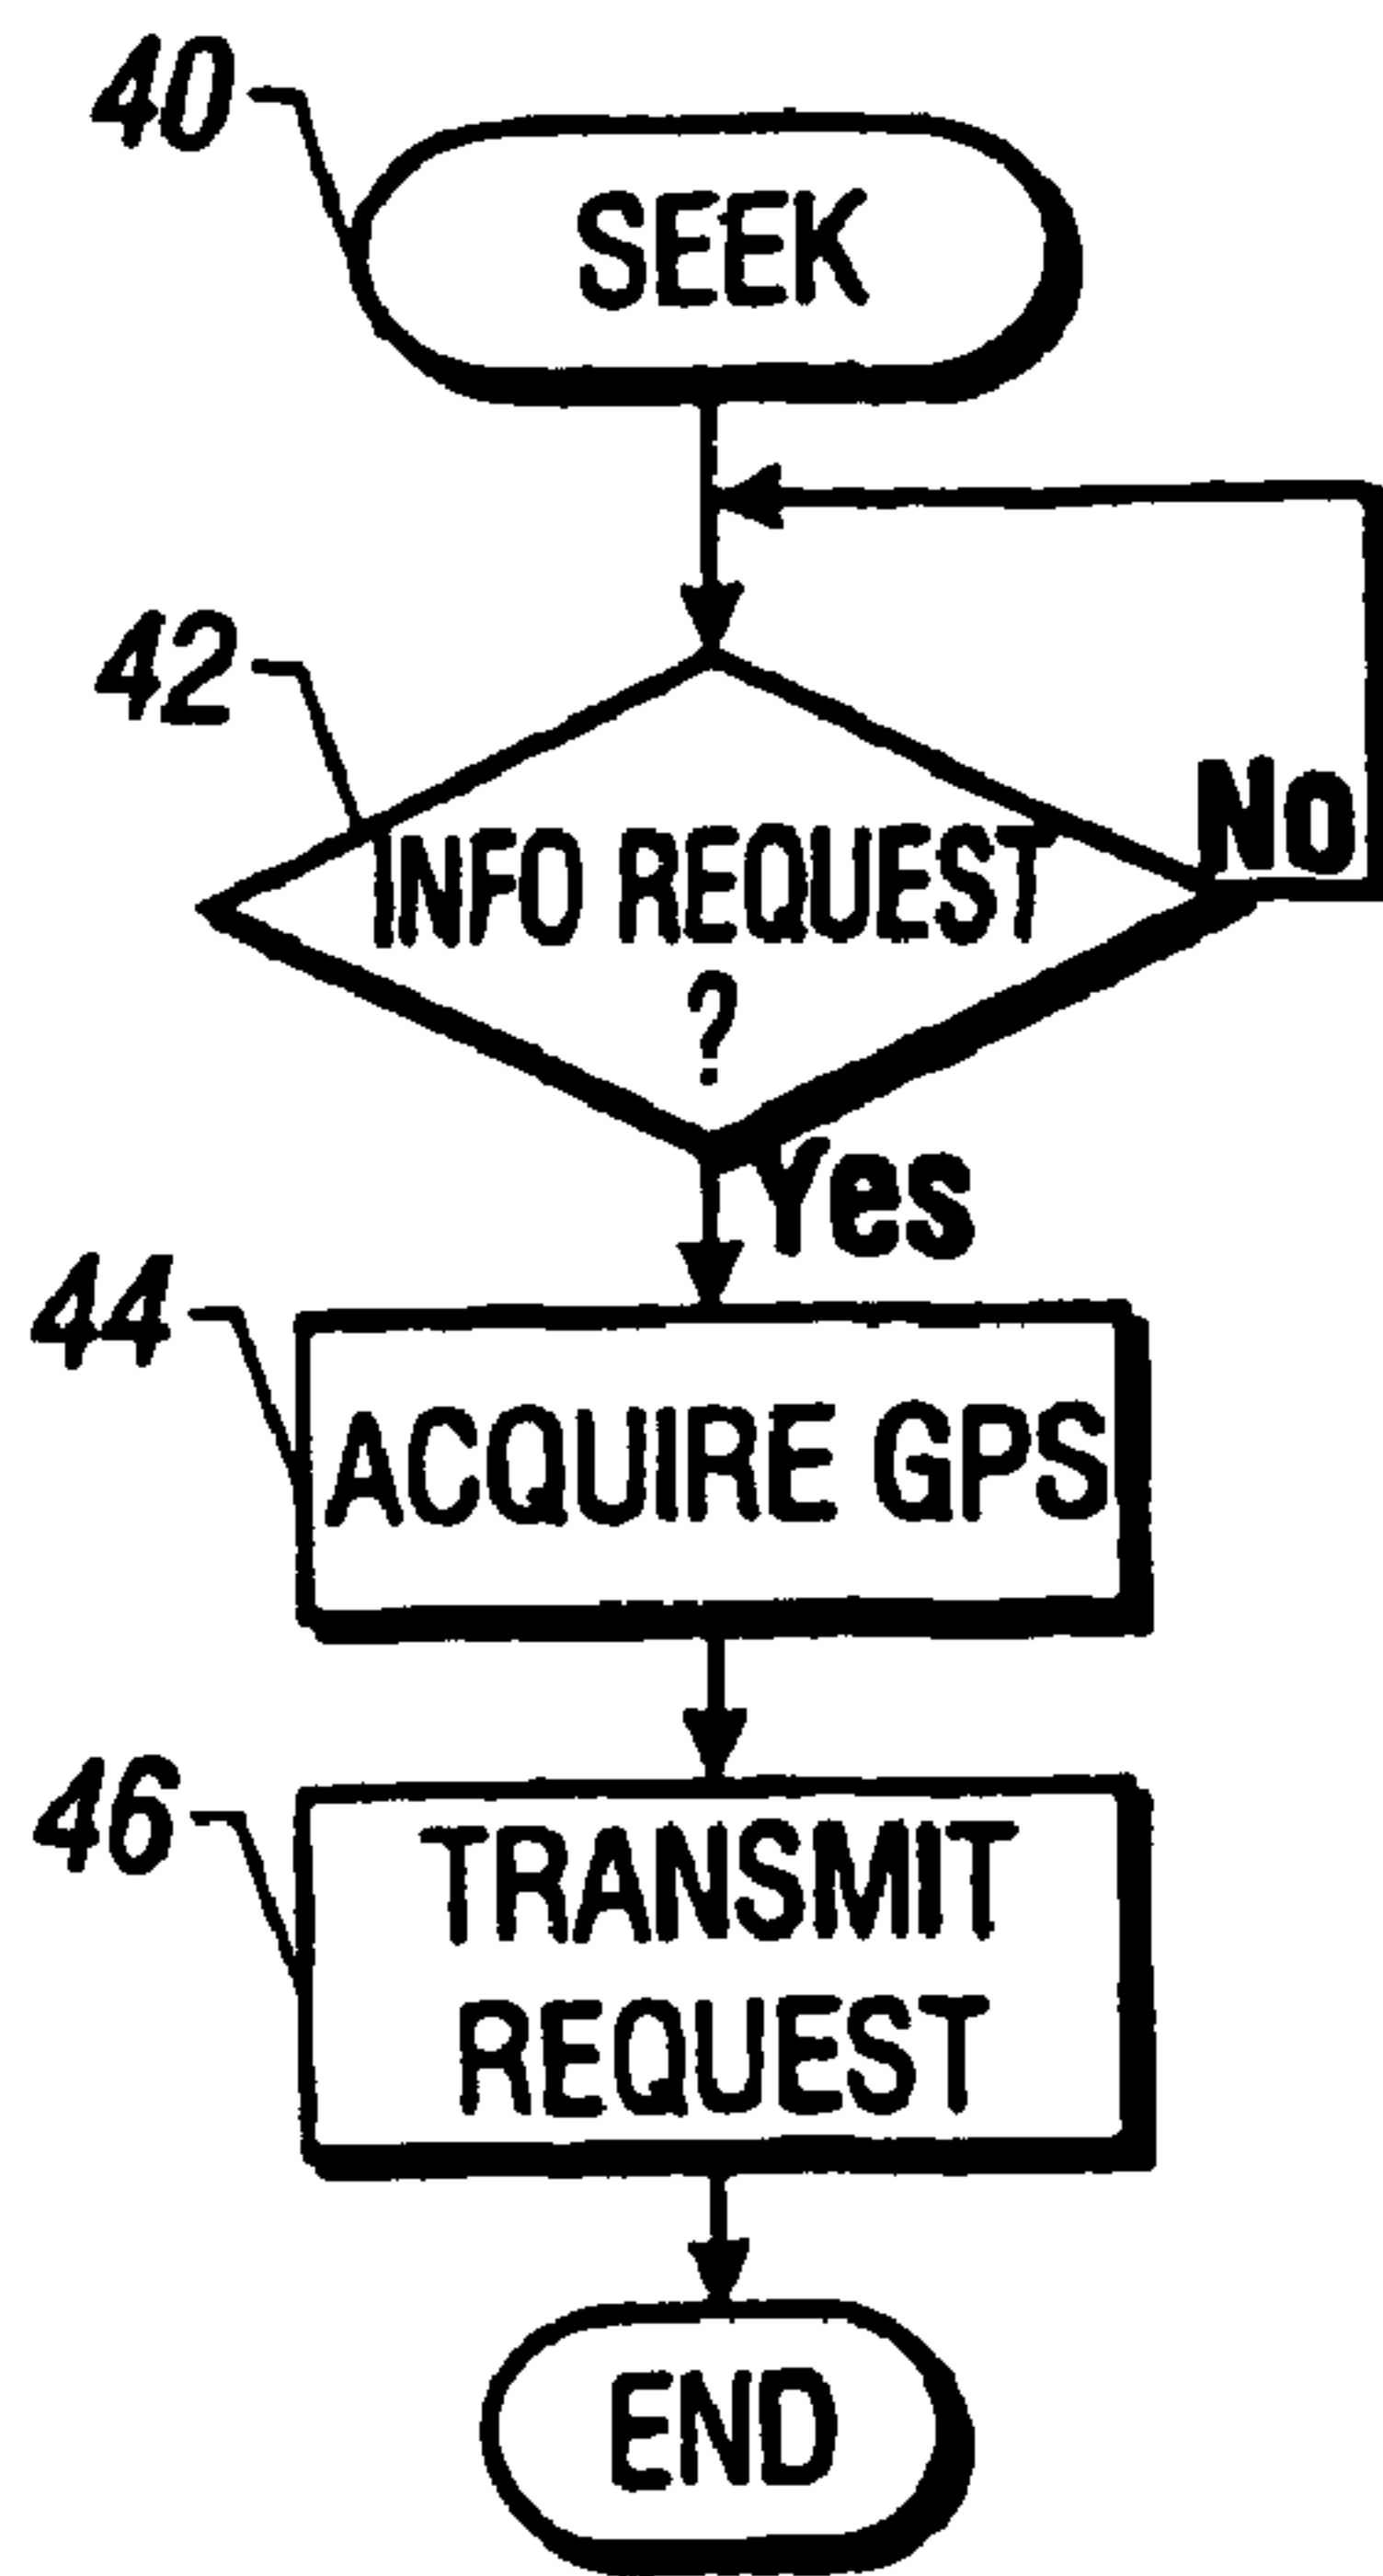 40
SEEK
42
INFO REQUEST
?
No
Yes
44
ACQUIRE GPS
46
TRANSMIT
REQUEST
END